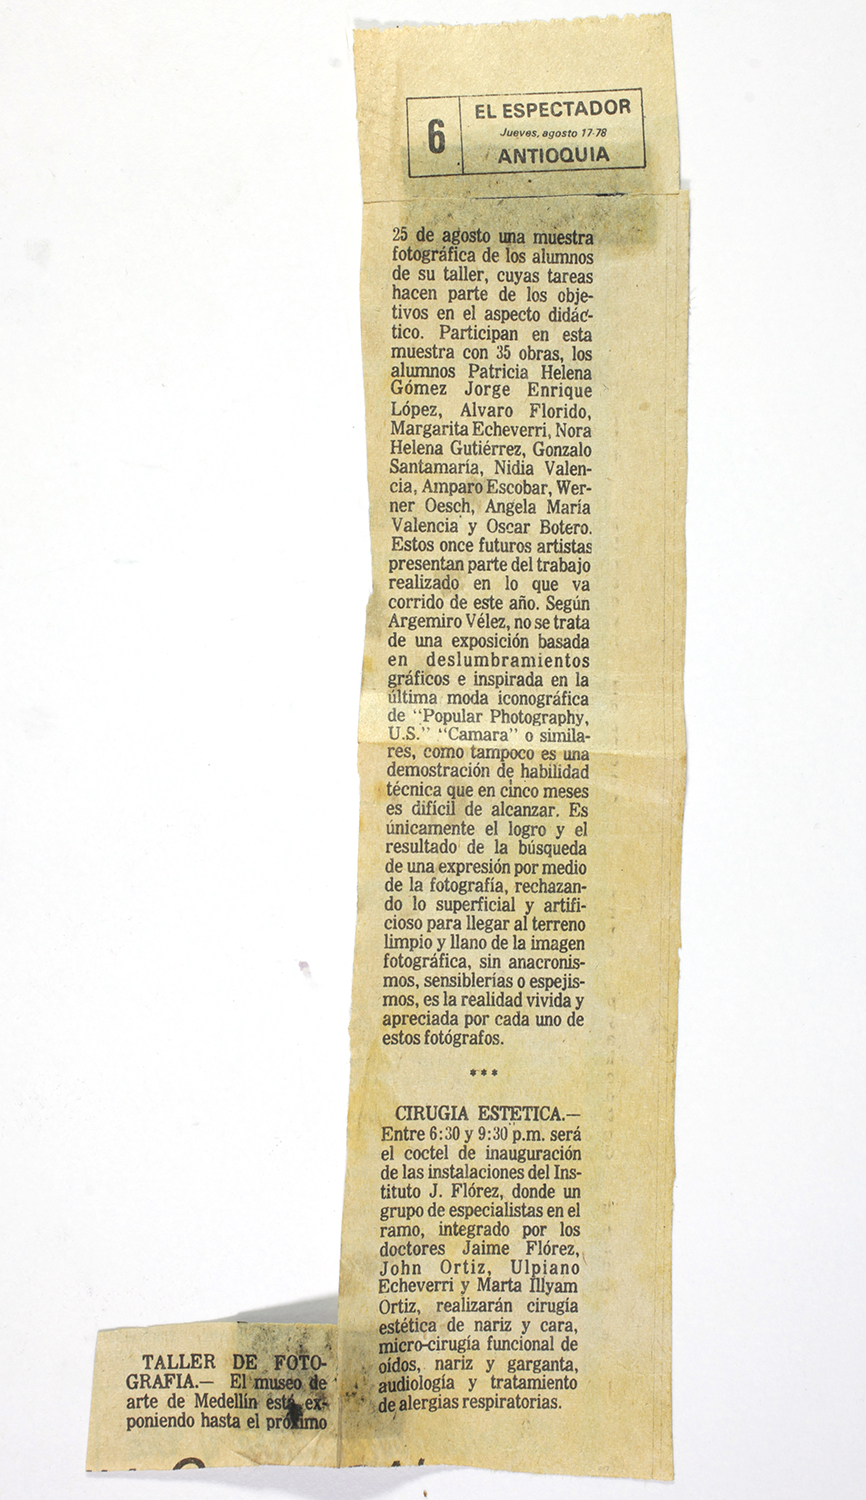 6
EL ESPECTADOR
Jueves, agosto 17-78
ANTIOQUIA
TALLER DE FOTO-
GRAFIA.— El museo de
arte de Medellín está ex-
poniendo hasta el próximo
25 de agosto una muestra
fotográfica de los alumnos
de su taller, cuyas tareas
hacen parte de los obje-
tivos en el aspecto didác-
tico. Participan en esta
muestra con 35 obras, los
alumnos Patricia Helena
Gómez Jorge Enrique
López, Alvaro Florido,
Margarita Echeverri, Nora
Helena Gutiérrez, Gonzalo
Santamaría, Nidia Valen-
cia, Amparo Escobar, Wer-
ner Oesch, Angela María
Valencia y Oscar Botero.
Estos once futuros artistas
presentan parte del trabajo
realizado en lo que va
corrido de este año. Según
Argemiro Vélez, no se trata
de una exposición basada
en deslumbramientos
gráficos e inspirada en la
última moda iconográfica
de "Popular Photography,
U.S." "Camara" o simila-
res, como tampoco es una
demostración de habilidad
técnica que en cinco meses
es difícil de alcanzar. Es
únicamente el logro y el
resultado de la búsqueda
de una expresión por medio
de la fotografía, rechazan-
do lo superficial y artifi-
cioso para llegar al terreno
limpio y llano de la imagen
fotográfica, sin anacronis-
mos, sensiblerías o espejis-
mos, es la realidad vivida y
apreciada por cada uno de
estos fotógrafos.
***
CIRUGIA ESTETICA.—
Entre 6:30 y 9:30 p.m. será
el coctel de inauguración
de las instalaciones del Ins-
tituto J. Flórez, donde un
grupo de especialistas en el
ramo, integrado por los
doctores Jaime Flórez,
John Ortiz, Ulpiano
Echeverri y Marta Illyam
Ortiz, realizarán cirugía
estética de nariz y cara,
micro-cirugía funcional de
oídos, nariz y garganta,
audiología y tratamiento
de alergias respiratorias.